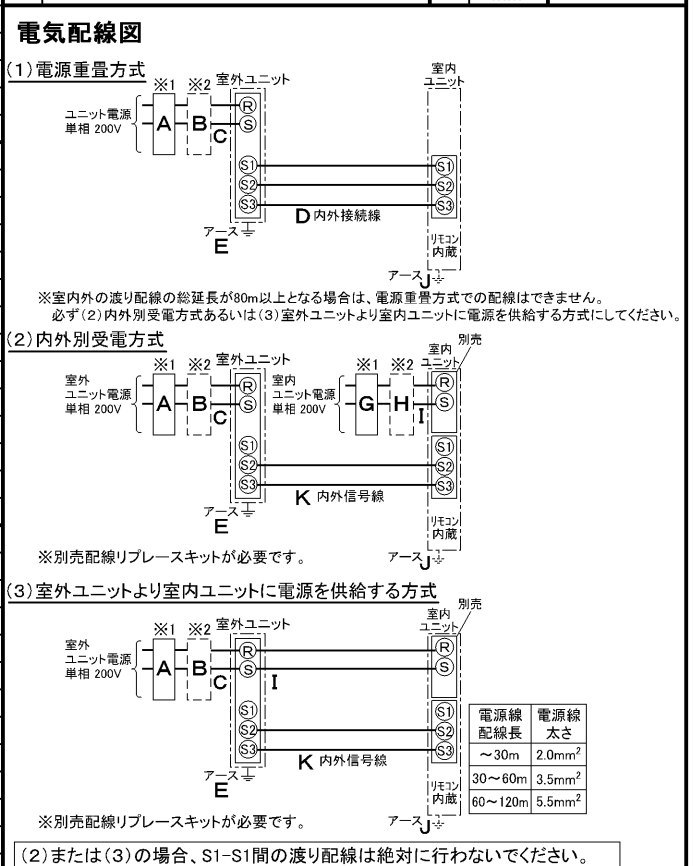 電気配線図
(1)電源重畳方式
※1 ※2 室外ユニット
室内
ユニット
ユニット電源
単相 200V
A B C
R
S
S1 S1
S2 S2
S3 S3
D 内外接続線
アース
E
リモコン
内蔵
アース J
※室内外の渡り配線の総延長が80m以上となる場合は、電源重畳方式での配線はできません。
必ず(2)内外別受電方式あるいは(3)室外ユニットより室内ユニットに電源を供給する方式にしてください。
(2)内外別受電方式
※1 ※2 室外ユニット
※1 ※2
室内
ユニット
別売
室外
ユニット電源
単相 200V
A B C
R
S
室内
ユニット電源
単相 200V
G H I
R
S
S1 S1
S2 S2
S3 S3
K 内外信号線
アース
E
リモコン
内蔵
アース J
※別売配線リプレースキットが必要です。
(3)室外ユニットより室内ユニットに電源を供給する方式
※1 ※2 室外ユニット
室内
ユニット
別売
室外
ユニット電源
単相 200V
A B C
R R
S S
I
S1 S1
S2 S2
S3 S3
K 内外信号線
アース
E
リモコン
内蔵
アース J
電源線
配線長
電源線
太さ
～30m 2.0mm²
30～60m 3.5mm²
60～120m 5.5mm²
※別売配線リプレースキットが必要です。
(2)または(3)の場合、S1-S1間の渡り配線は絶対に行わないでください。